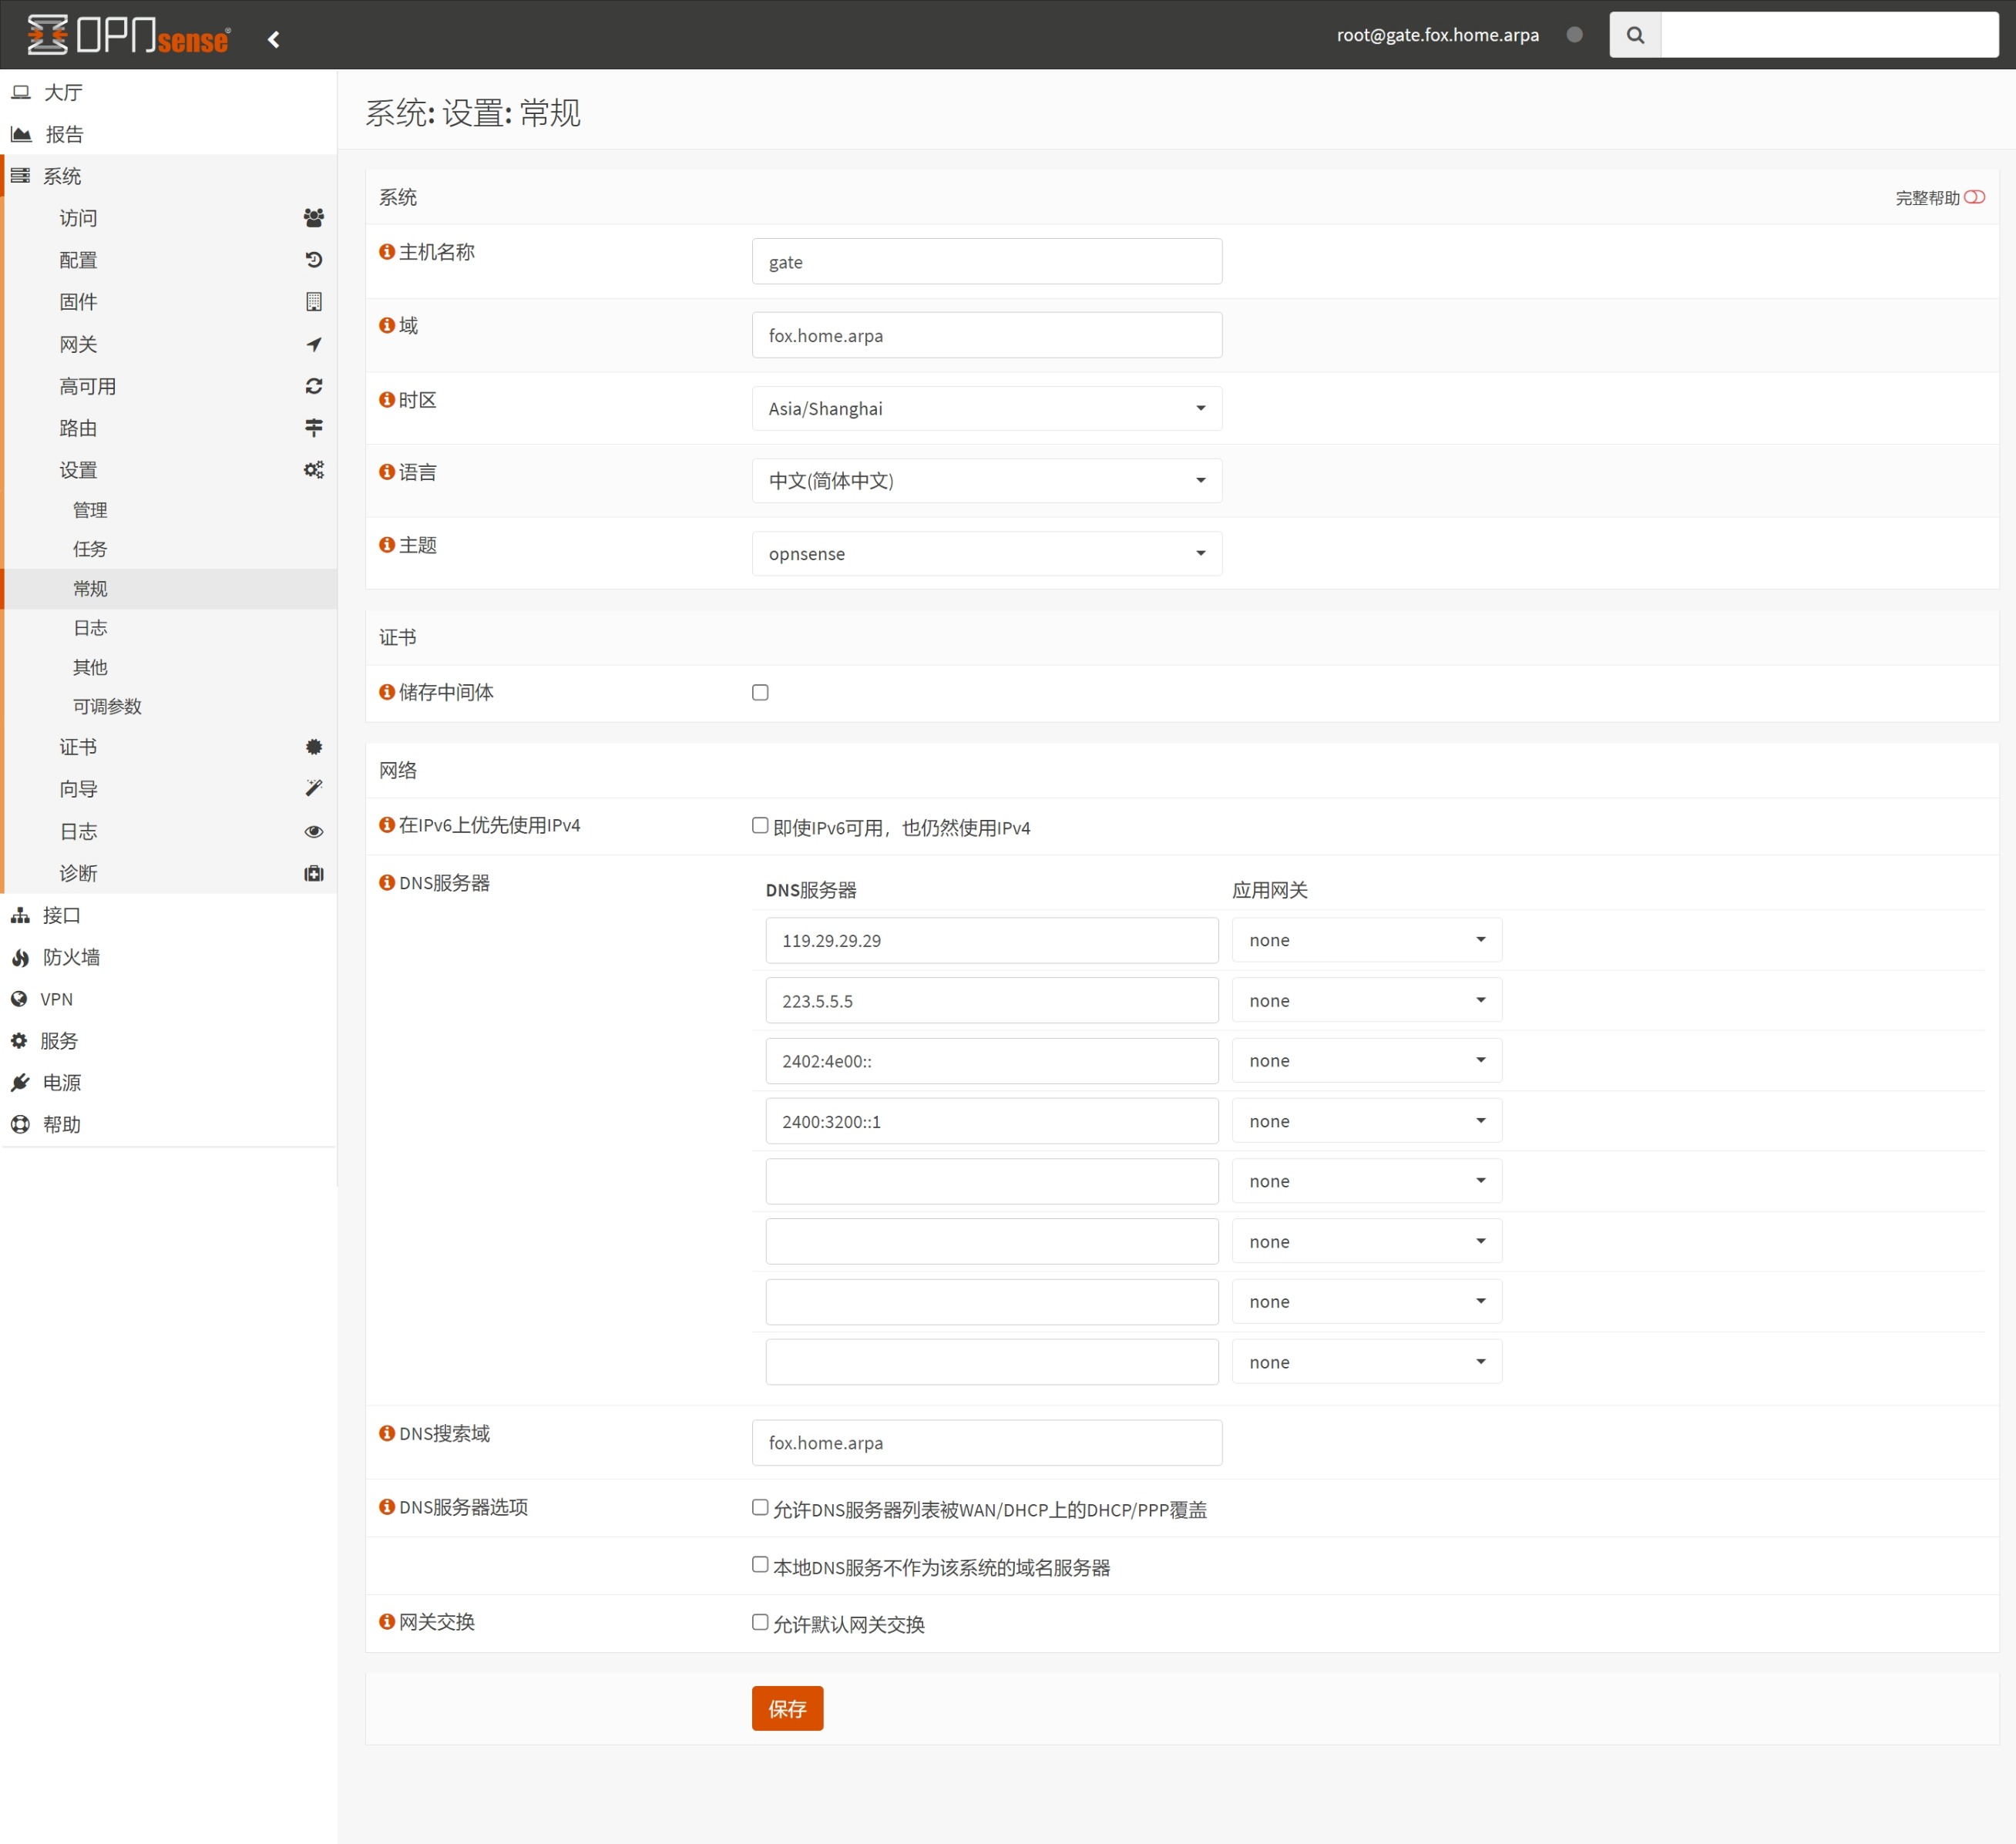 OPNsense®
root@gate.fox.home.arpa
大厅
报告
系统
访问
配置
固件
网关
高可用
路由
设置
管理
任务
常规
日志
其他
可调参数
证书
向导
日志
诊断
接口
防火墙
VPN
服务
电源
帮助
系统: 设置: 常规
系统 完整帮助
主机名称 gate
域 fox.home.arpa
时区 Asia/Shanghai
语言 中文(简体中文)
主题 opnsense
证书
储存中间体
网络
在IPv6上优先使用IPv4 即使IPv6可用，也仍然使用IPv4
DNS服务器 DNS服务器 应用网关
119.29.29.29 none
223.5.5.5 none
2402:4e00:: none
2400:3200::1 none
none
none
none
none
DNS搜索域 fox.home.arpa
DNS服务器选项 允许DNS服务器列表被WAN/DHCP上的DHCP/PPP覆盖
本地DNS服务不作为该系统的域名服务器
网关交换 允许默认网关交换
保存